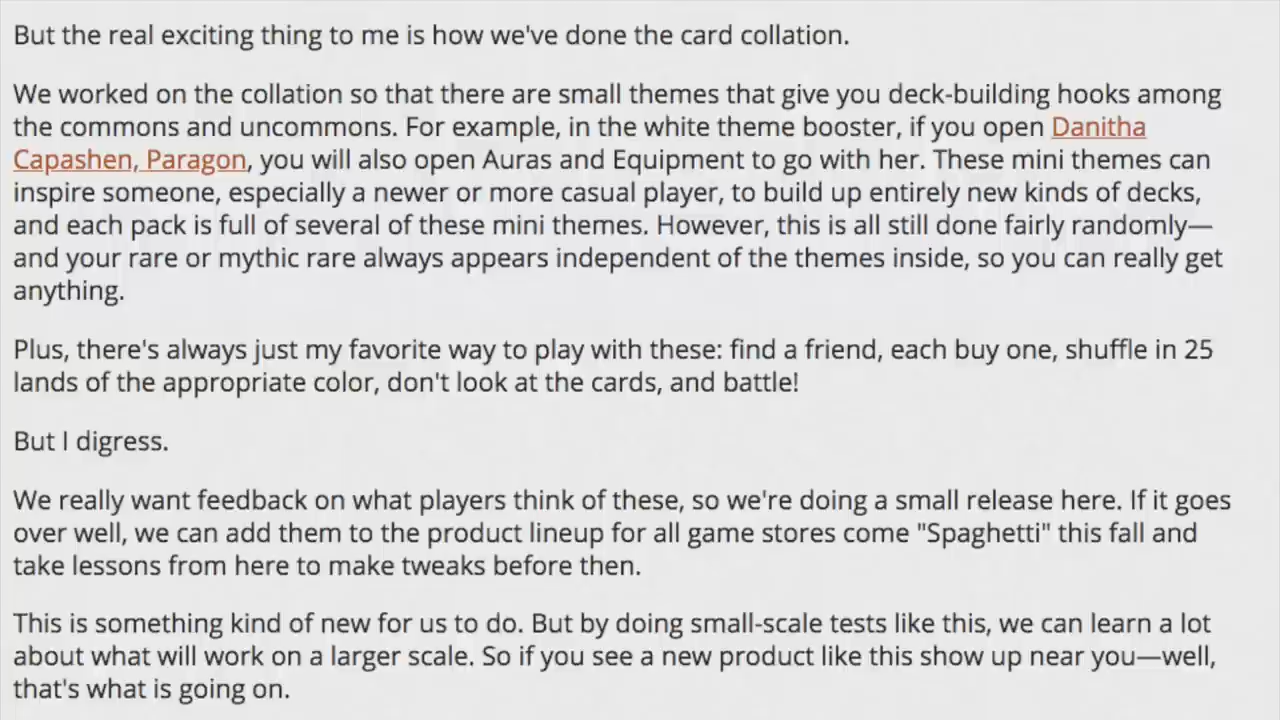 But the real exciting thing to me is how we've done the card collation.
We worked on the collation so that there are small themes that give you deck-building hooks among
the commons and uncommons. For example, in the white theme booster, if you open Danitha
Capashen, Paragon, you will also open Auras and Equipment to go with her. These mini themes can
inspire someone, especially a newer or more casual player, to build up entirely new kinds of decks,
and each pack is full of several of these mini themes. However, this is all still done fairly randomly—
and your rare or mythic rare always appears independent of the themes inside, so you can really get
anything.
Plus, there's always just my favorite way to play with these: find a friend, each buy one, shuffle in 25
lands of the appropriate color, don't look at the cards, and battle!
But I digress.
We really want feedback on what players think of these, so we're doing a small release here. If it goes
over well, we can add them to the product lineup for all game stores come "Spaghetti" this fall and
take lessons from here to make tweaks before then.
This is something kind of new for us to do. But by doing small-scale tests like this, we can learn a lot
about what will work on a larger scale. So if you see a new product like this show up near you—well,
that's what is going on.